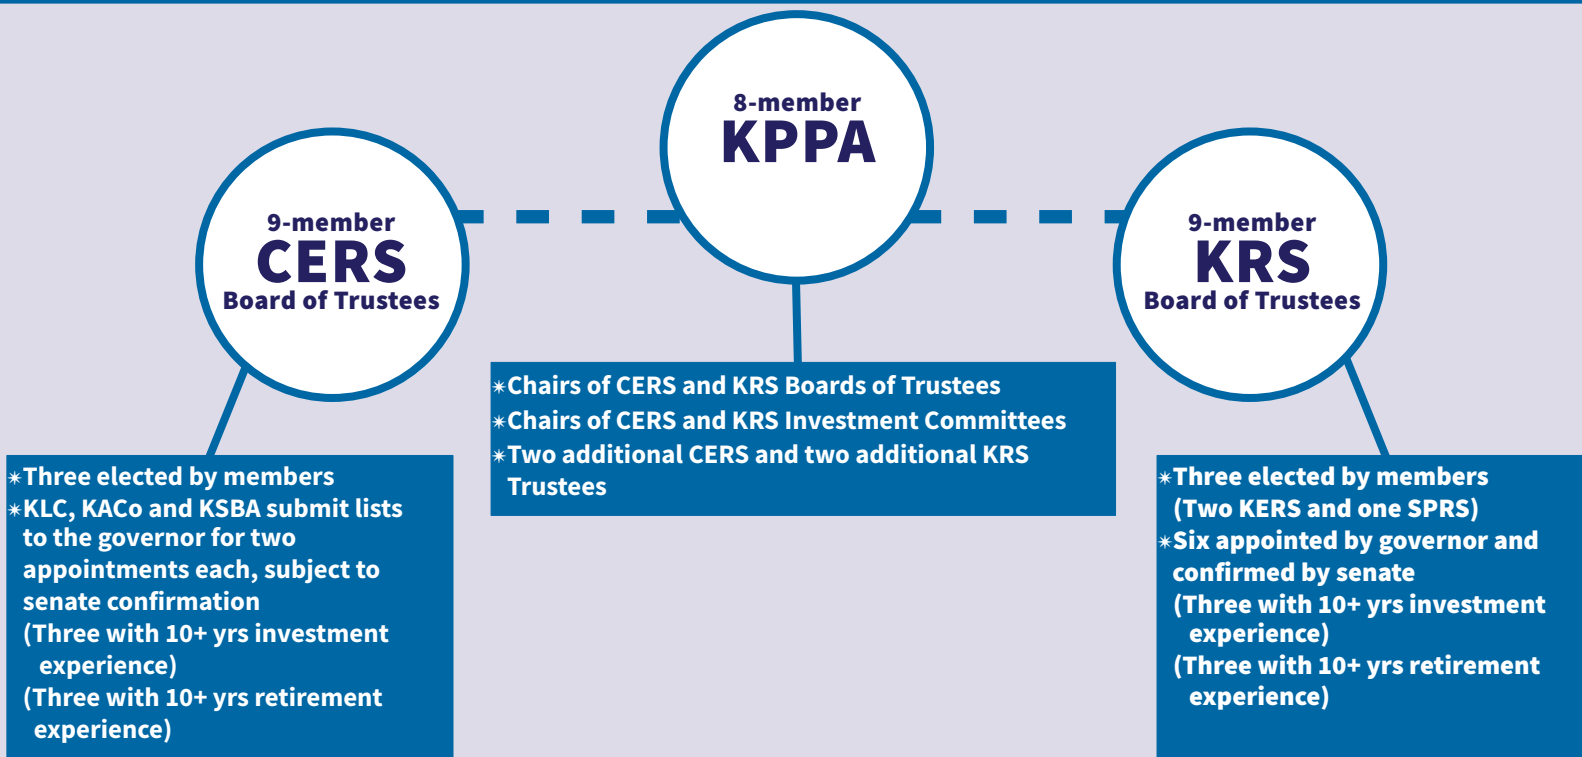 8-member
KPPA
9-member
CERS
Board of Trustees
9-member
KRS
Board of Trustees
✴Chairs of CERS and KRS Boards of Trustees
✴Chairs of CERS and KRS Investment Committees
✴Two additional CERS and two additional KRS
Trustees
✴Three elected by members
✴KLC, KACo and KSBA submit lists
to the governor for two
appointments each, subject to
senate confirmation
(Three with 10+ yrs investment
experience)
(Three with 10+ yrs retirement
experience)
✴Three elected by members
(Two KERS and one SPRS)
✴Six appointed by governor and
confirmed by senate
(Three with 10+ yrs investment
experience)
(Three with 10+ yrs retirement
experience)